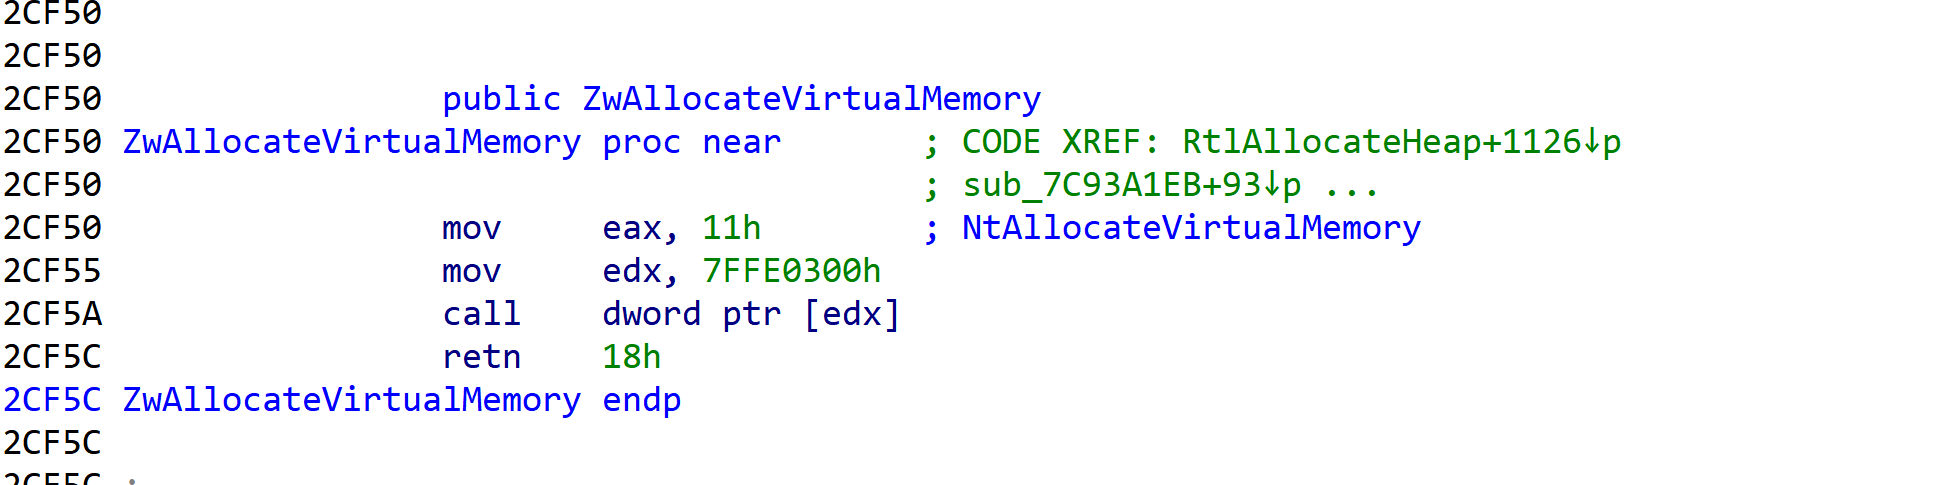 2CF50
2CF50
2CF50 public ZwAllocateVirtualMemory
2CF50 ZwAllocateVirtualMemory proc near ; CODE XREF: RtlAllocateHeap+1126↓p
2CF50 ; sub_7C93A1EB+93↓p ...
2CF50 mov eax, 11h ; NtAllocateVirtualMemory
2CF55 mov edx, 7FFE0300h
2CF5A call dword ptr [edx]
2CF5C retn 18h
2CF5C ZwAllocateVirtualMemory endp
2CF5C
2CF5C ;